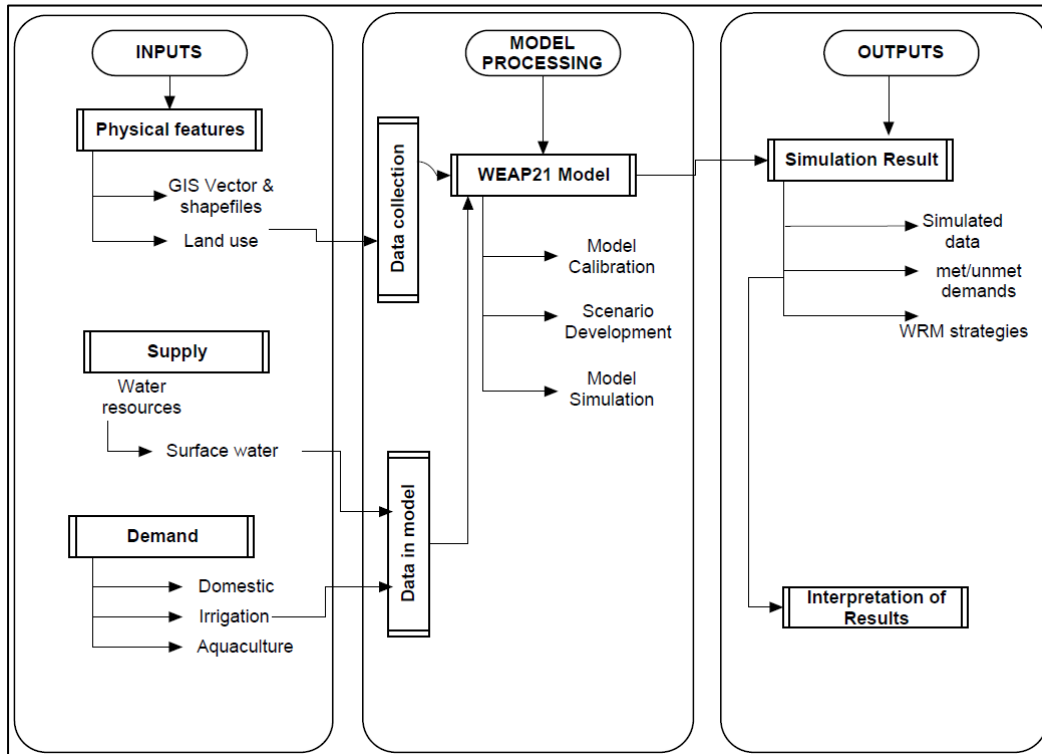 INPUTS
Physical features
GIS Vector &
shapefiles
Land use
Supply
Water
resources
Surface water
Demand
Domestic
Irrigation
Aquaculture
MODEL
PROCESSING
Data collection
WEAP21 Model
Model
Calibration
Scenario
Development
Model
Simulation
Data in model
OUTPUTS
Simulation Result
Simulated
data
met/unmet
demands
WRM strategies
Interpretation of
Results